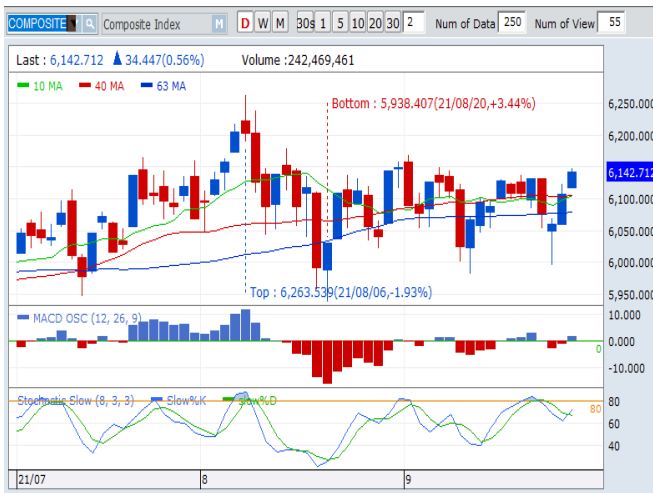 COMPOSITE Composite Index M D W M 30s 1 5 10 20 30 2 Num of Data 250 Num of View 55
Last : 6,142.712 ▲ 34.447(0.56%) Volume :242,469,461
10 MA 40 MA 63 MA
Bottom : 5,938.407(21/08/20,+3.44%)
6,250.000
6,200.000
6,142.712
6,100.000
6,050.000
6,000.000
5,950.000
Top : 6,263.539(21/08/06,-1.93%)
MACD OSC (12, 26, 9)
10.000
0.000
0
-10.000
Stochastic Slow (8, 3, 3) Slow%K Slow%D
80
80
60
40
21/07 8 9